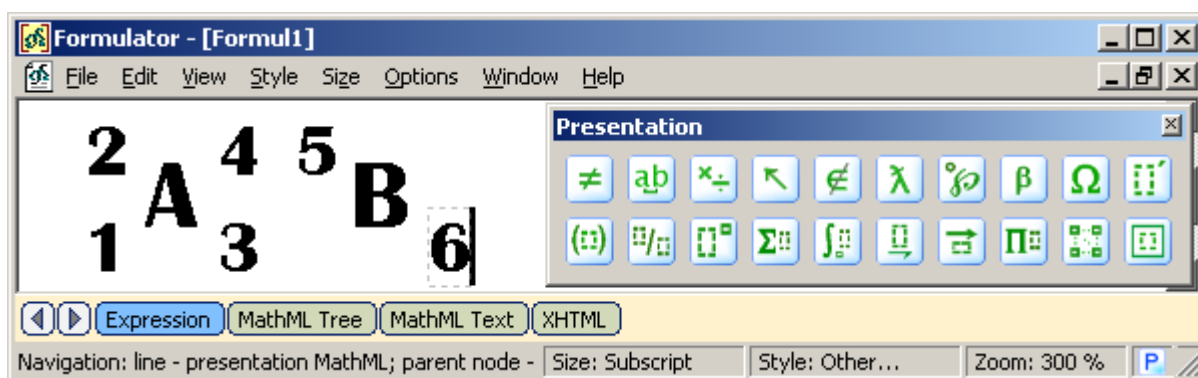 Formulator - [Formul1]
File Edit View Style Size Options Window Help
Presentation
2 A 4 5 B
1 3 6
≠ ab ×÷ ↖ ∉ λ ℘ β Ω
Σ ∫ Π
Expression MathML Tree MathML Text XHTML
Navigation: line - presentation MathML; parent node - Size: Subscript Style: Other... Zoom: 300 % P